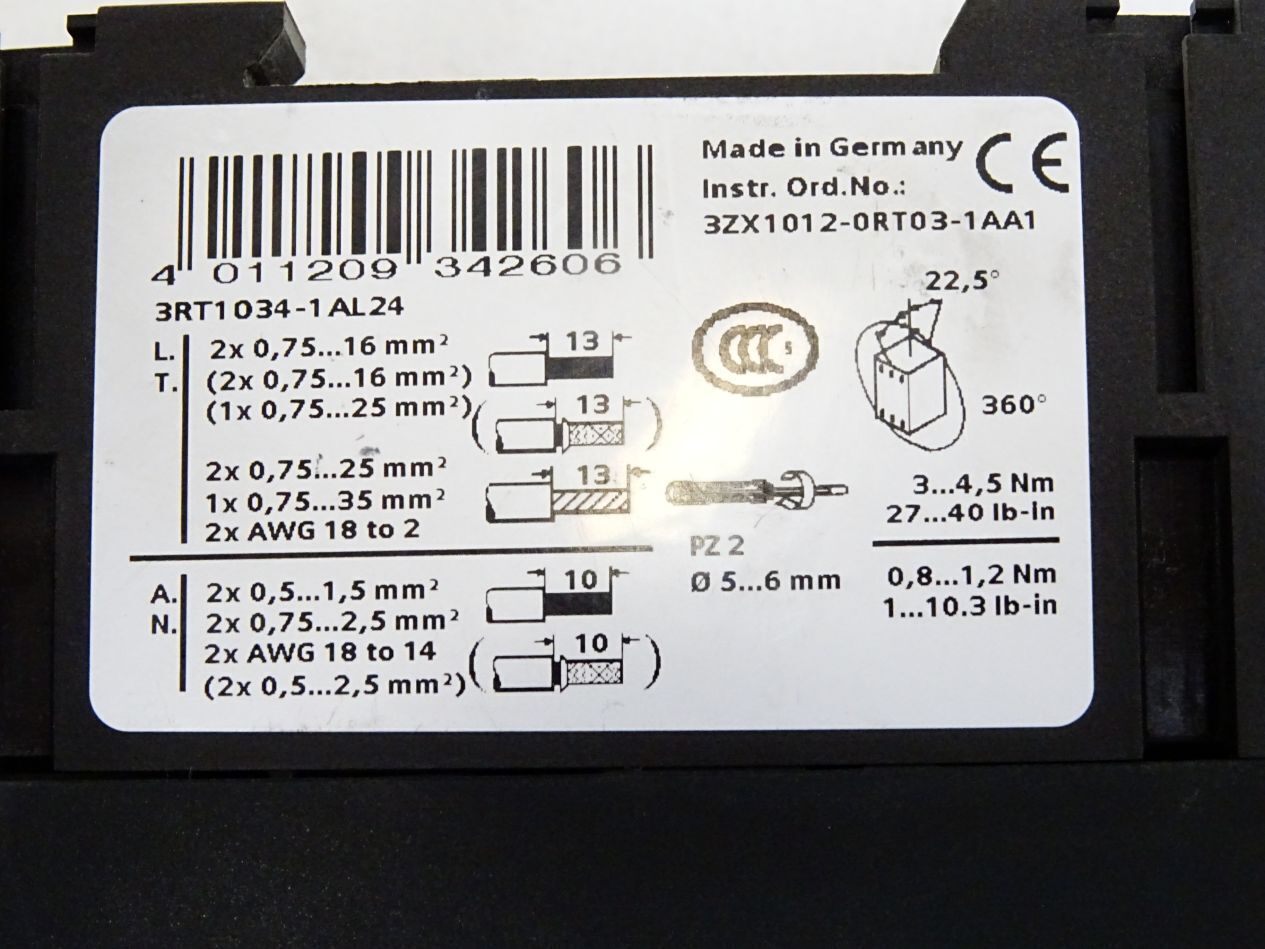 4 011209 342606
3RT1034-1AL24
Made in Germany CE
Instr. Ord.No.:
3ZX1012-0RT03-1AA1
L. 2x 0,75...16 mm² 13
T. (2x 0,75...16 mm²)
(1x 0,75...25 mm²) ( 13 )
2x 0,75...25 mm² 13
1x 0,75...35 mm²
2x AWG 18 to 2
CCC S
22,5°
360°
3...4,5 Nm
27...40 lb-in
PZ 2
Ø 5...6 mm
0,8...1,2 Nm
1...10.3 lb-in
A. 2x 0,5...1,5 mm² 10
N. 2x 0,75...2,5 mm²
2x AWG 18 to 14
(2x 0,5...2,5 mm²) ( 10 )